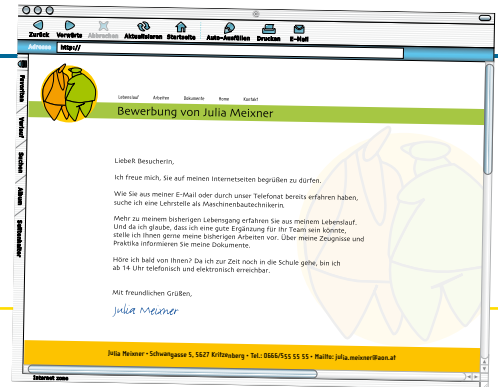 Zurück Vorwärts Abbrechen Aktualisieren Startseite Auto-Ausfüllen Drucken E-Mail
Adresse http://
Favoriten
Verlauf
Suchen
Album
Seitenhalter
Lebenslauf Arbeiten Dokumente Home Kontakt
Bewerbung von Julia Meixner
LiebeR BesucherIn,
Ich freue mich, Sie auf meinen Internetseiten begrüßen zu dürfen.
Wie Sie aus meiner E-Mail oder durch unser Telefonat bereits erfahren haben,
suche ich eine Lehrstelle als Maschinenbautechnikerin.
Mehr zu meinem bisherigen Lebensgang erfahren Sie aus meinem Lebenslauf.
Und da ich glaube, dass ich eine gute Ergänzung für Ihr Team sein könnte,
stelle ich Ihnen gerne meine bisherigen Arbeiten vor. Über meine Zeugnisse und
Praktika informieren Sie meine Dokumente.
Höre ich bald von Ihnen? Da ich zur Zeit noch in die Schule gehe, bin ich
ab 14 Uhr telefonisch und elektronisch erreichbar.
Mit freundlichen Grüßen,
Julia Meixner
Julia Meixner • Schwangasse 5, 5627 Kritzenberg • Tel.: 0666/555 55 55 • Mailto: julia.meixner@aon.at
Internet zone